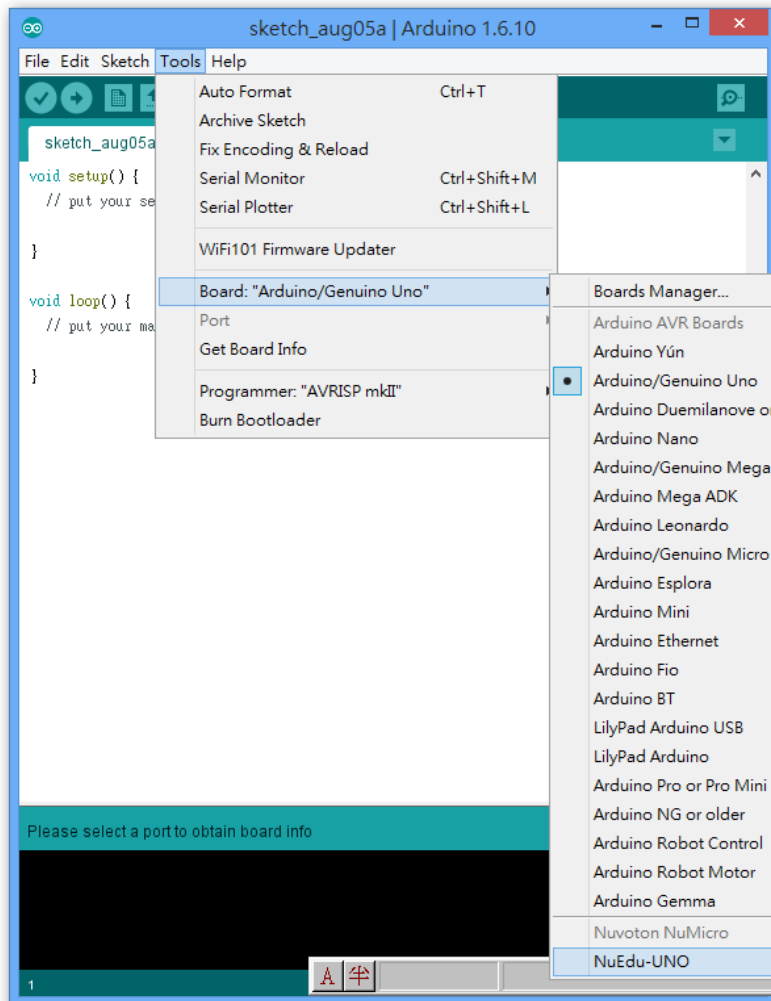 sketch_aug05a | Arduino 1.6.10
File Edit Sketch Tools Help
sketch_aug05a
void setup() {
// put your se
}
void loop() {
// put your ma
}
Auto Format Ctrl+T
Archive Sketch
Fix Encoding & Reload
Serial Monitor Ctrl+Shift+M
Serial Plotter Ctrl+Shift+L
WiFi101 Firmware Updater
Board: "Arduino/Genuino Uno"
Port
Get Board Info
Programmer: "AVRISP mkII"
Burn Bootloader
Boards Manager...
Arduino AVR Boards
Arduino Yún
Arduino/Genuino Uno
Arduino Duemilanove or
Arduino Nano
Arduino/Genuino Mega
Arduino Mega ADK
Arduino Leonardo
Arduino/Genuino Micro
Arduino Esplora
Arduino Mini
Arduino Ethernet
Arduino Fio
Arduino BT
LilyPad Arduino USB
LilyPad Arduino
Arduino Pro or Pro Mini
Arduino NG or older
Arduino Robot Control
Arduino Robot Motor
Arduino Gemma
Nuvoton NuMicro
NuEdu-UNO
Please select a port to obtain board info
1
A 半